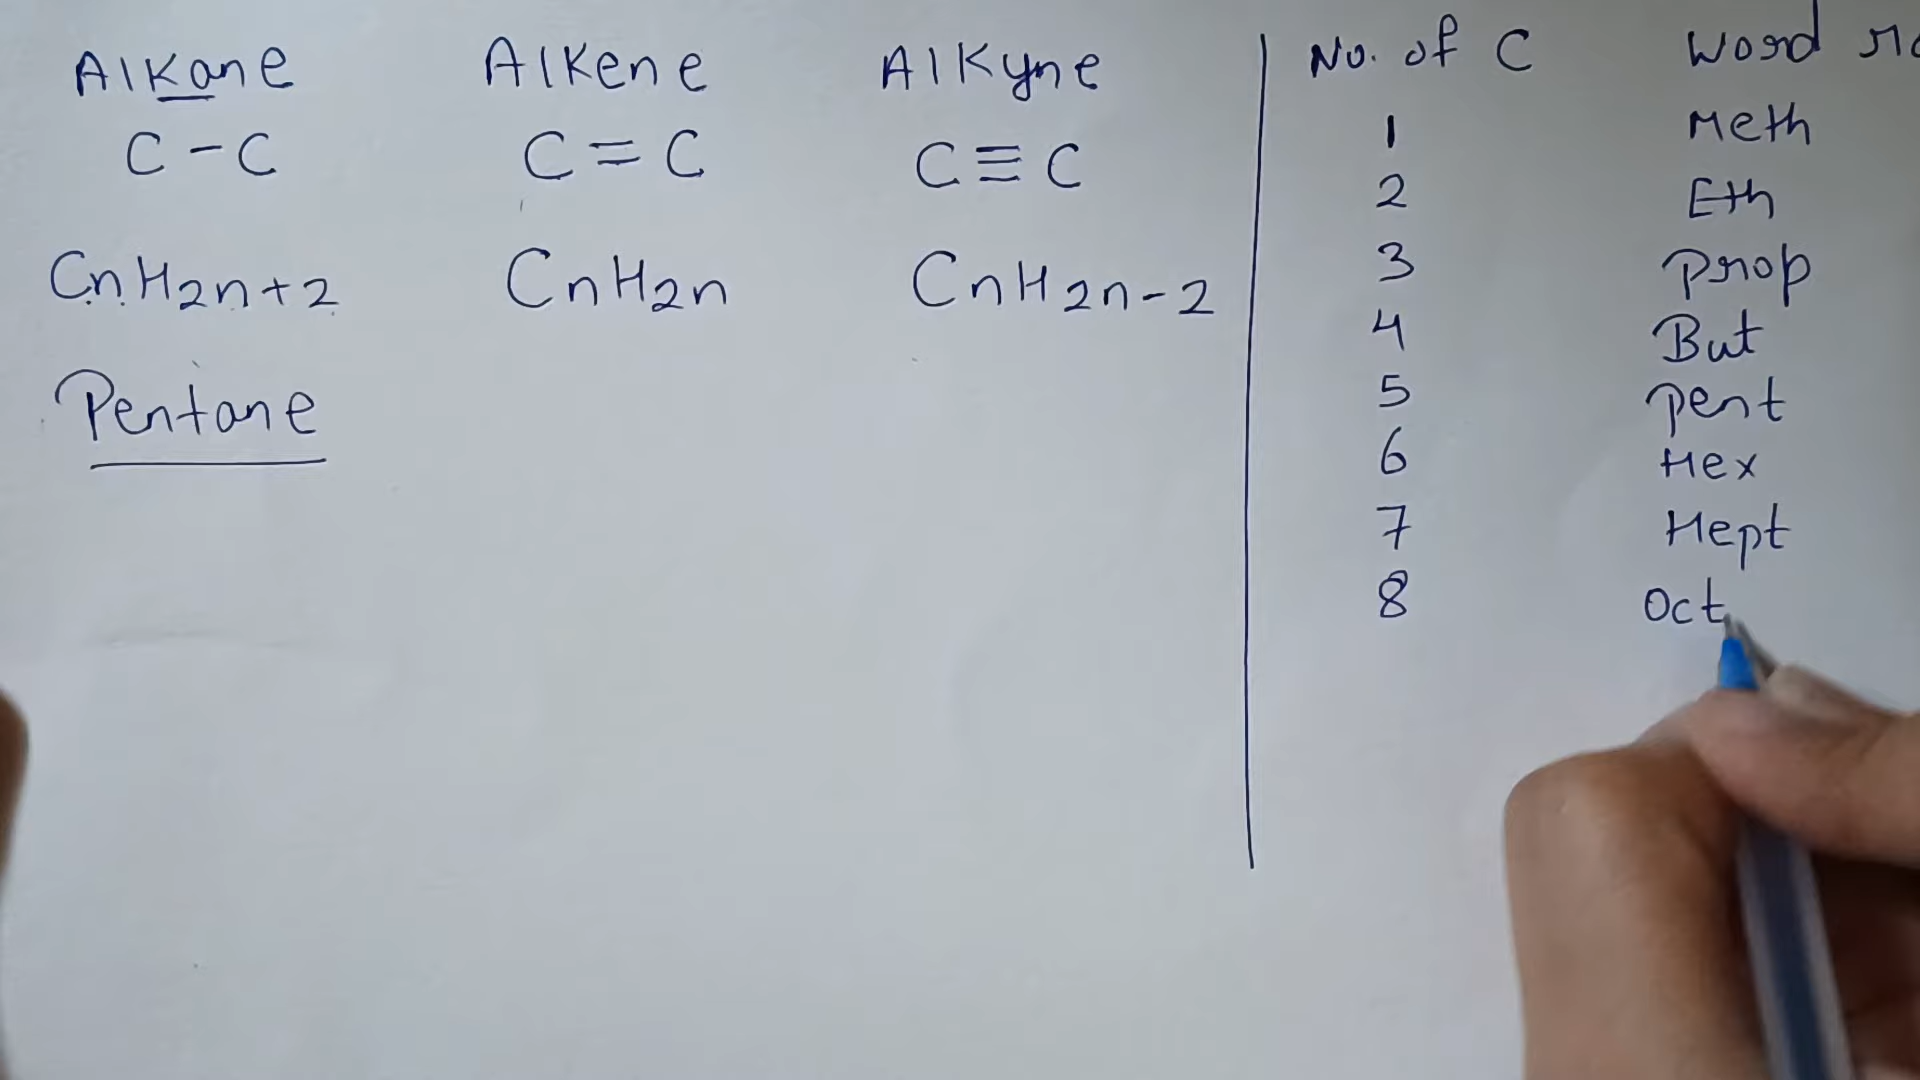 Alkane Alkene Alkyne
C-C C=C C≡C
CnH2n+2 CnH2n CnH2n-2
Pentane
No. of C Word
1 Meth
2 Eth
3 Prop
4 But
5 Pent
6 Hex
7 Hept
8 Oct